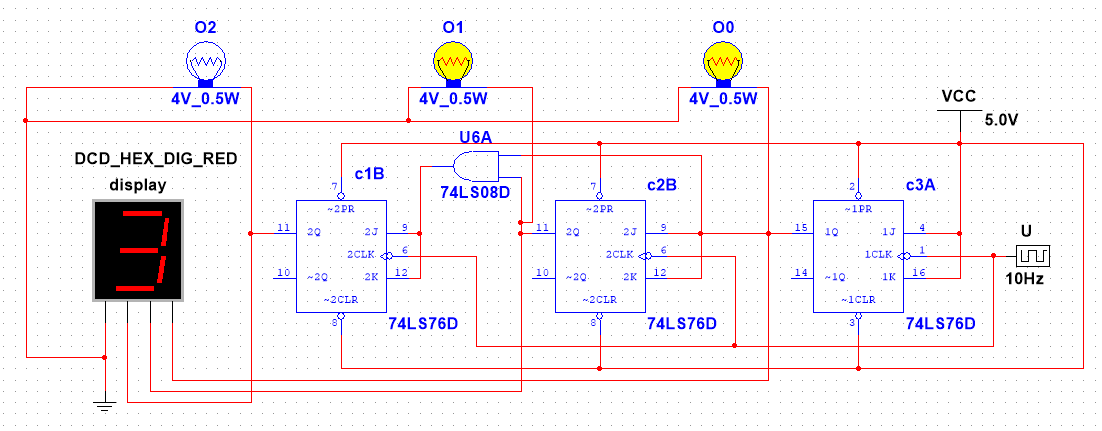 O2
O1
O0
4V_0.5W
4V_0.5W
4V_0.5W
VCC
5.0V
U6A
74LS08D
DCD_HEX_DIG_RED
display
3
c1B
7
~2PR
11
2Q
2J
9
2CLK
6
10
~2Q
2K
12
~2CLR
8
74LS76D
c2B
7
~2PR
11
2Q
2J
9
2CLK
6
10
~2Q
2K
12
~2CLR
8
74LS76D
c3A
2
~1PR
15
1Q
1J
4
1CLK
1
14
~1Q
1K
16
~1CLR
3
74LS76D
U
10Hz